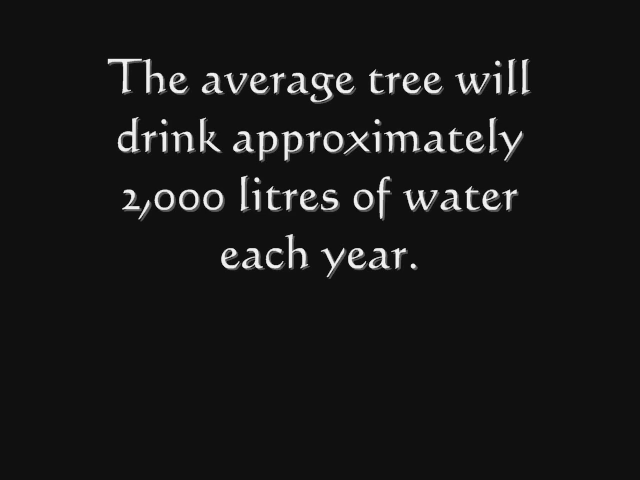 The average tree will
drink approximately
2,000 litres of water
each year.